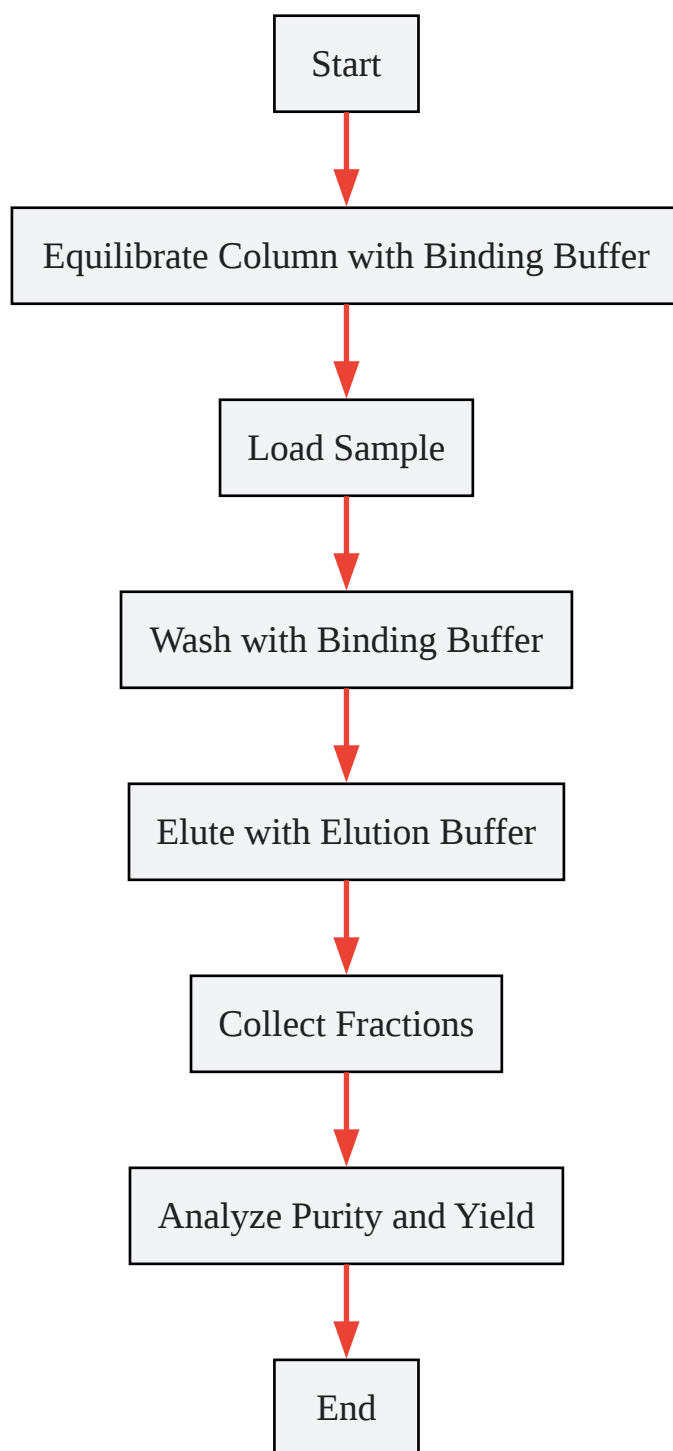 Start
Equilibrate Column with Binding Buffer
Load Sample
Wash with Binding Buffer
Elute with Elution Buffer
Collect Fractions
Analyze Purity and Yield
End